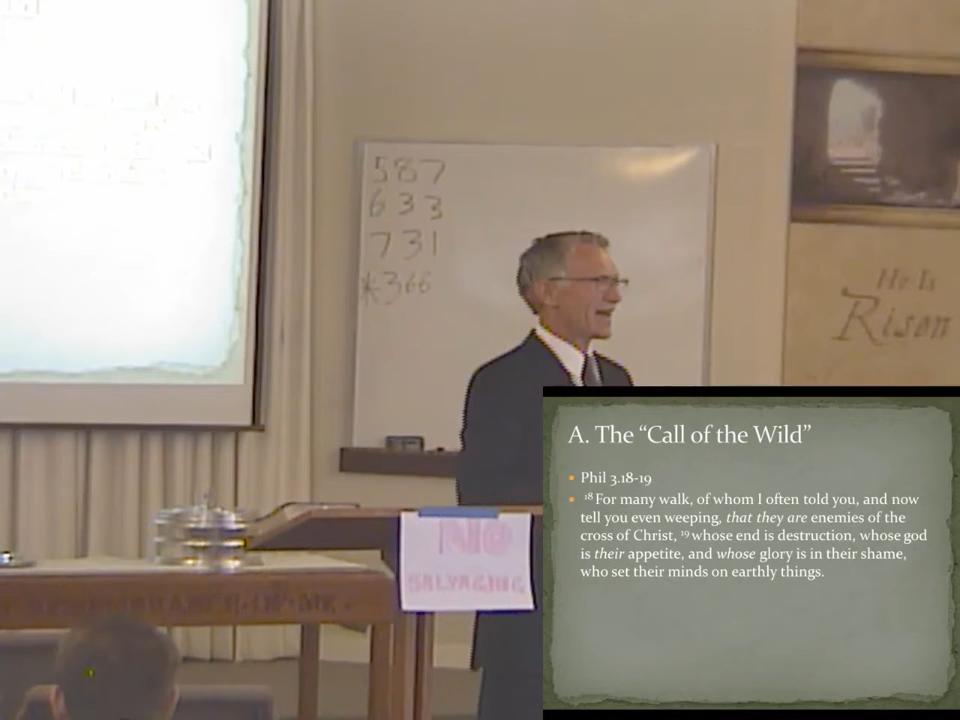 587
633
731
*366
He Is
Risen
NO
SALVAGING
REMEMBRANCE OF ME
A. The “Call of the Wild”
Phil 3.18-19
18 For many walk, of whom I often told you, and now
tell you even weeping, that they are enemies of the
cross of Christ, 19 whose end is destruction, whose god
is their appetite, and whose glory is in their shame,
who set their minds on earthly things.